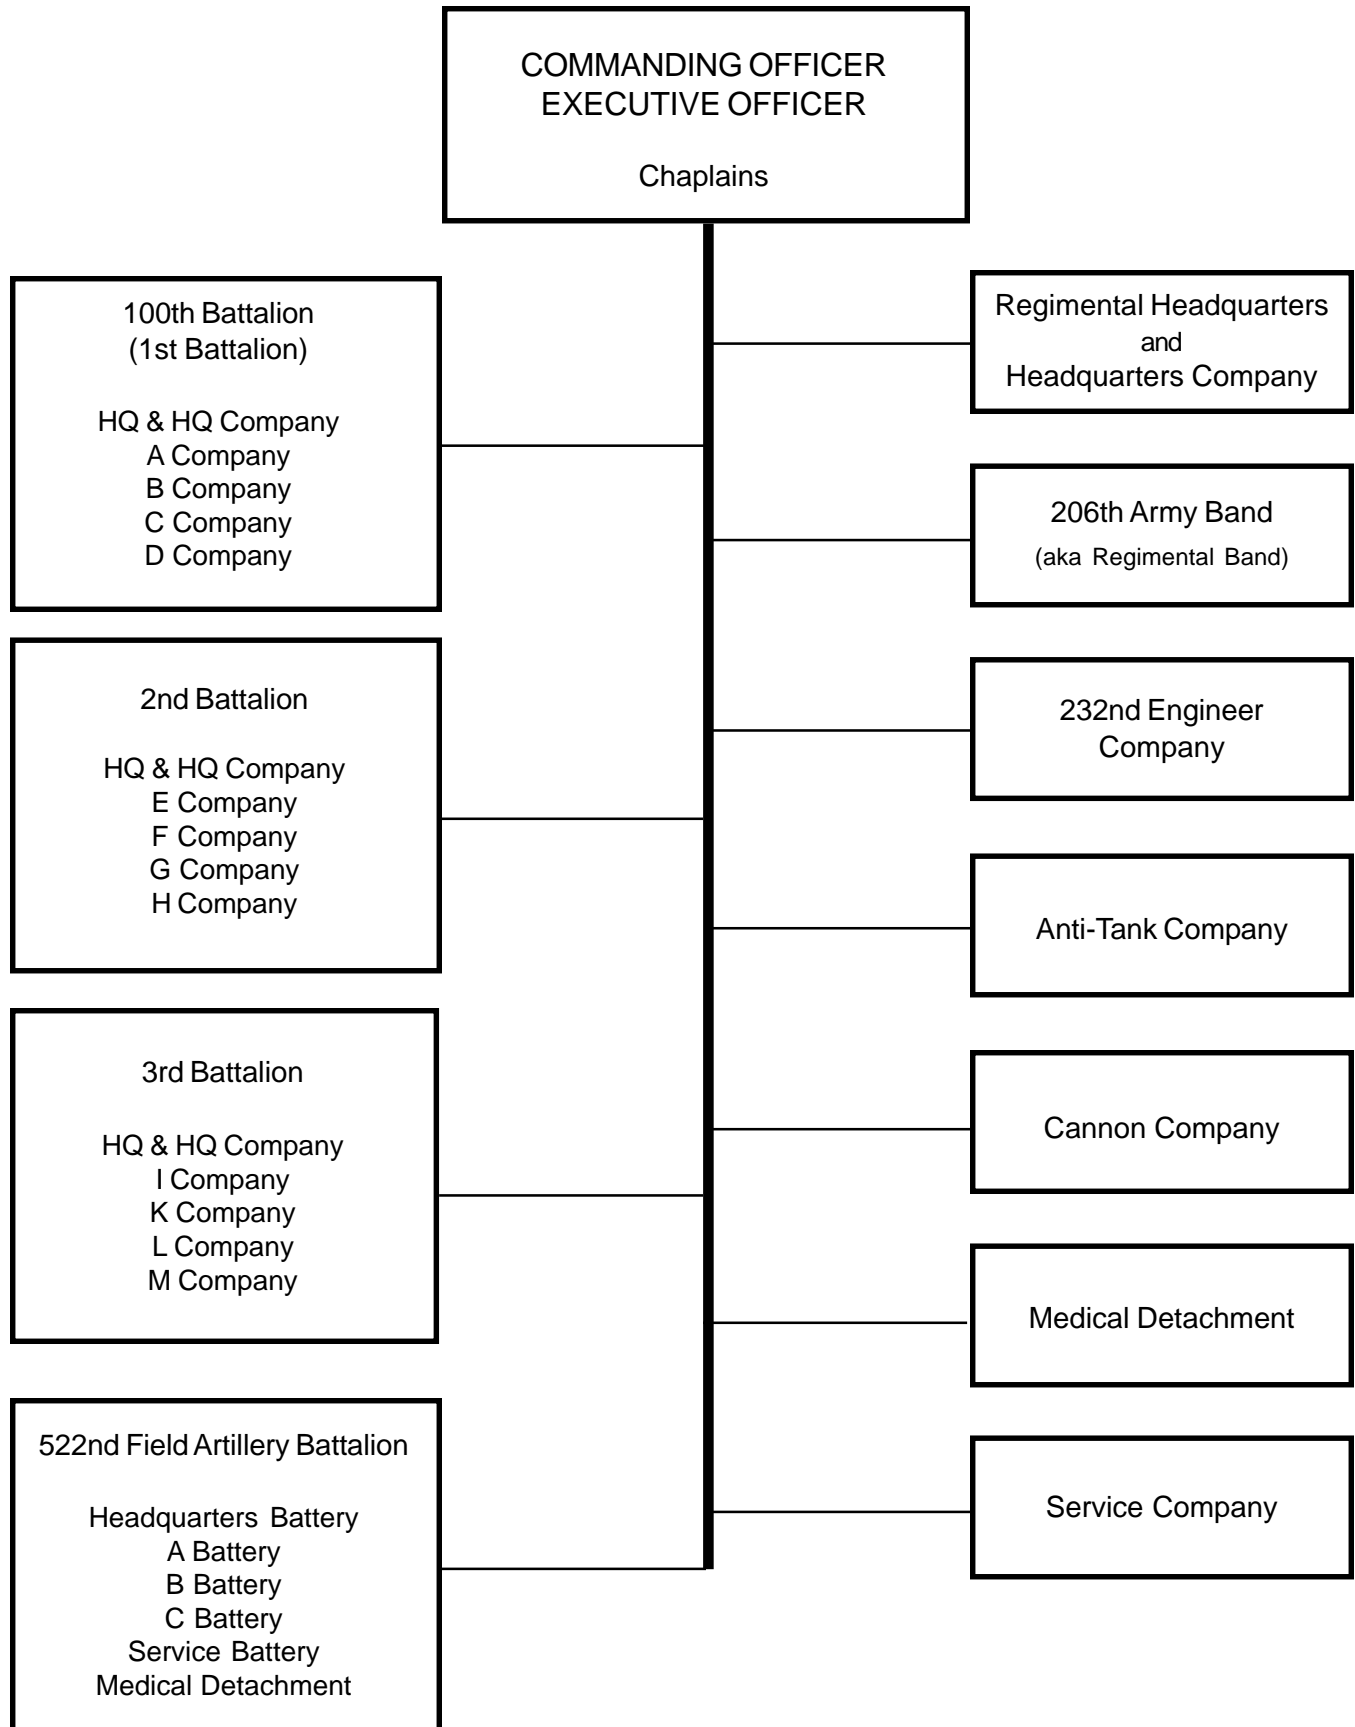 COMMANDING OFFICER
EXECUTIVE OFFICER
Chaplains
100th Battalion
(1st Battalion)
HQ & HQ Company
A Company
B Company
C Company
D Company
2nd Battalion
HQ & HQ Company
E Company
F Company
G Company
H Company
3rd Battalion
HQ & HQ Company
I Company
K Company
L Company
M Company
522nd Field Artillery Battalion
Headquarters Battery
A Battery
B Battery
C Battery
Service Battery
Medical Detachment
Regimental Headquarters
and
Headquarters Company
206th Army Band
(aka Regimental Band)
232nd Engineer
Company
Anti-Tank Company
Cannon Company
Medical Detachment
Service Company